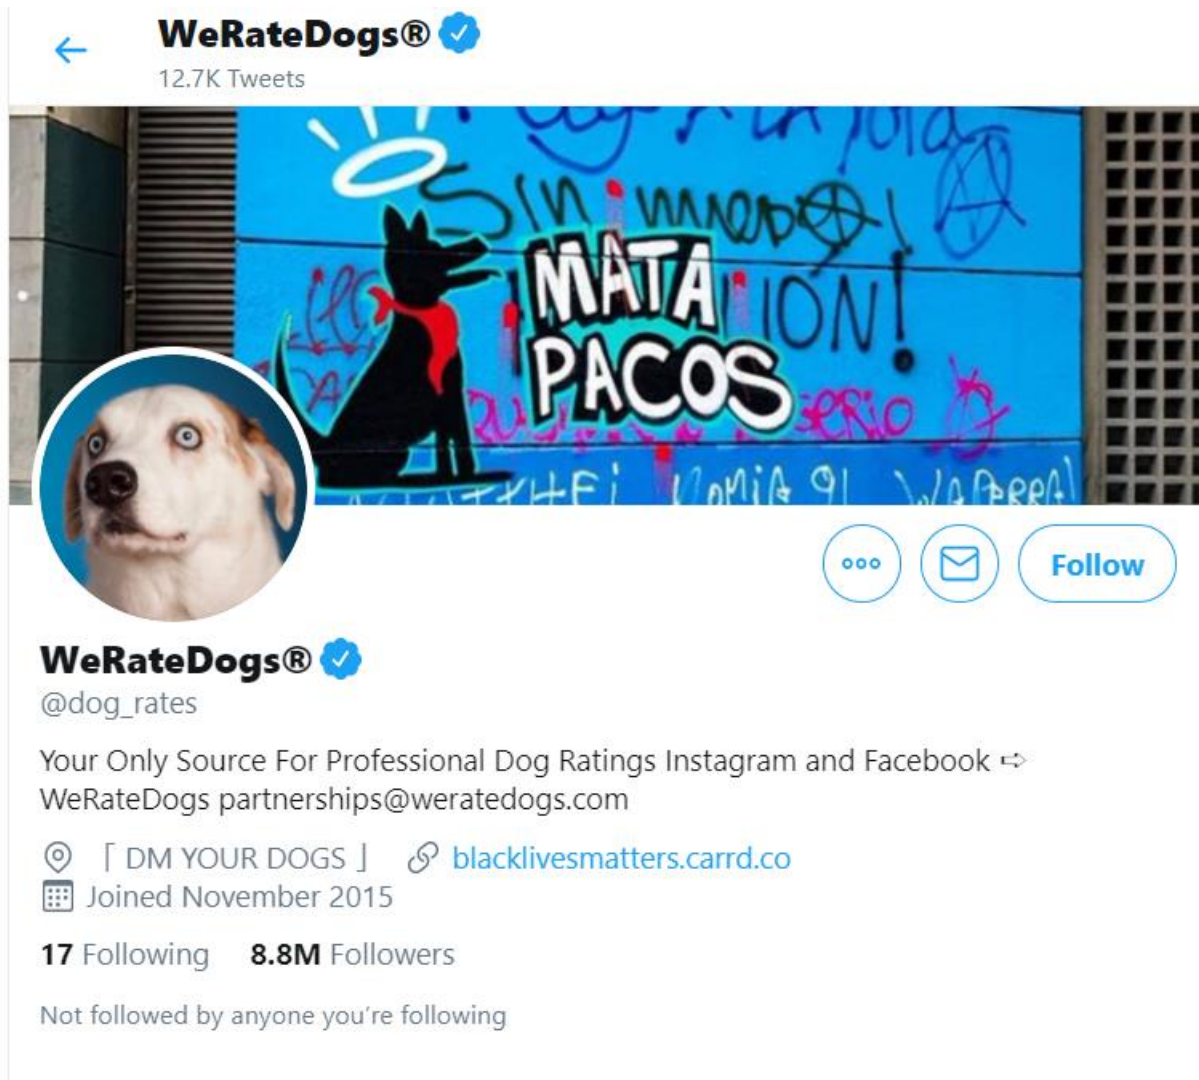 WeRateDogs®
12.7K Tweets
Sin miedo!
MATA
PACOS
ION!
serio
WeRateDogs®
@dog_rates
Follow
Your Only Source For Professional Dog Ratings Instagram and Facebook ➪
WeRateDogs partnerships@weratedogs.com
「 DM YOUR DOGS 」 blacklivesmatters.carrd.co
Joined November 2015
17 Following 8.8M Followers
Not followed by anyone you're following